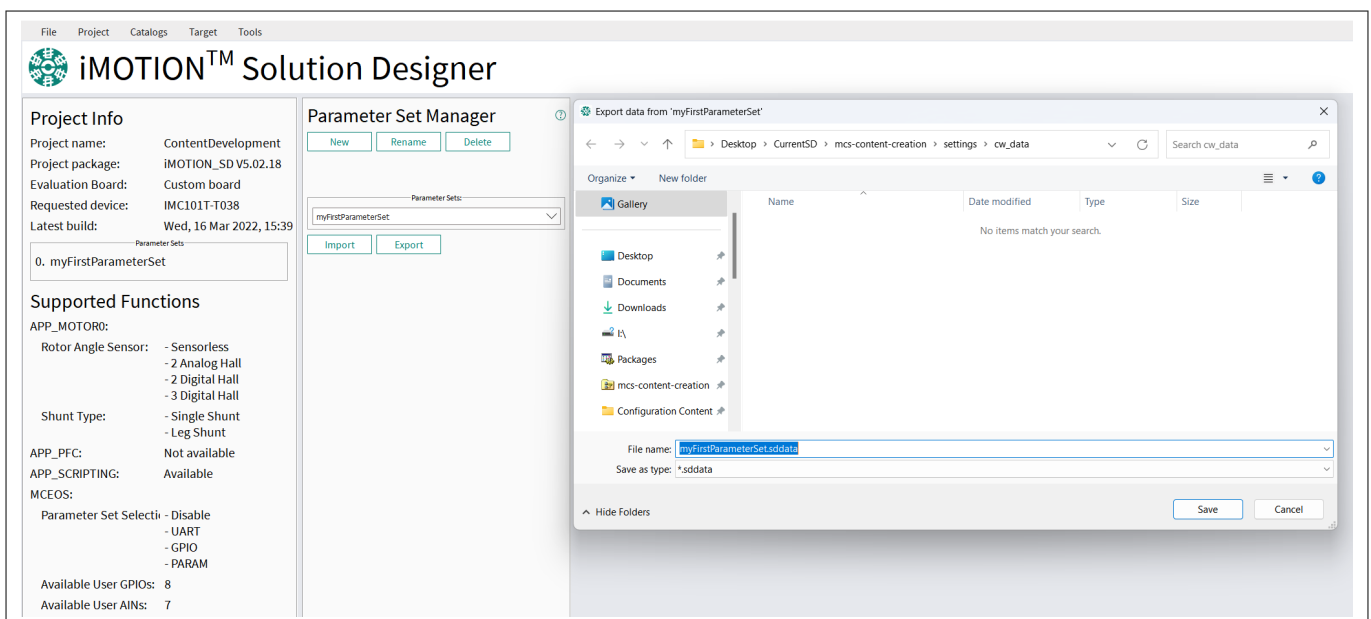 File Project Catalogs Target Tools
iMOTION™ Solution Designer
Project Info
Project name: ContentDevelopment
Project package: iMOTION_SD V5.02.18
Evaluation Board: Custom board
Requested device: IMC101T-T038
Latest build: Wed, 16 Mar 2022, 15:39
Parameter Sets
0. myFirstParameterSet
Supported Functions
APP_MOTOR0:
Rotor Angle Sensor: - Sensorless
- 2 Analog Hall
- 2 Digital Hall
- 3 Digital Hall
Shunt Type: - Single Shunt
- Leg Shunt
APP_PFC: Not available
APP_SCRIPTING: Available
MCEOS:
Parameter Set Selecti - Disable
- UART
- GPIO
- PARAM
Available User GPIOs: 8
Available User AINs: 7
Parameter Set Manager ?
New Rename Delete
Parameter Sets:
myFirstParameterSet
Import Export
Export data from 'myFirstParameterSet'
Desktop > CurrentSD > mcs-content-creation > settings > cw_data
Search cw_data
Organize New folder ?
Name Date modified Type Size
No items match your search.
Gallery
Desktop
Documents
Downloads
I:\
Packages
mcs-content-creation
Configuration Content
File name: myFirstParameterSet.sddata
Save as type: *.sddata
Hide Folders Save Cancel